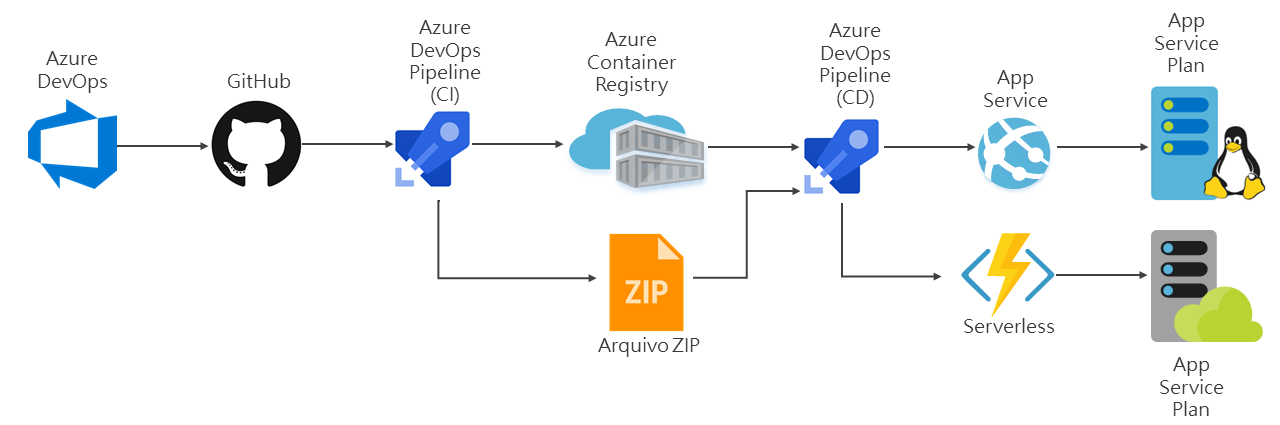 Azure
DevOps
GitHub
Azure
DevOps
Pipeline
(CI)
Azure
Container
Registry
Azure
DevOps
Pipeline
(CD)
App
Service
App
Service
Plan
ZIP
Arquivo ZIP
Serverless
App
Service
Plan